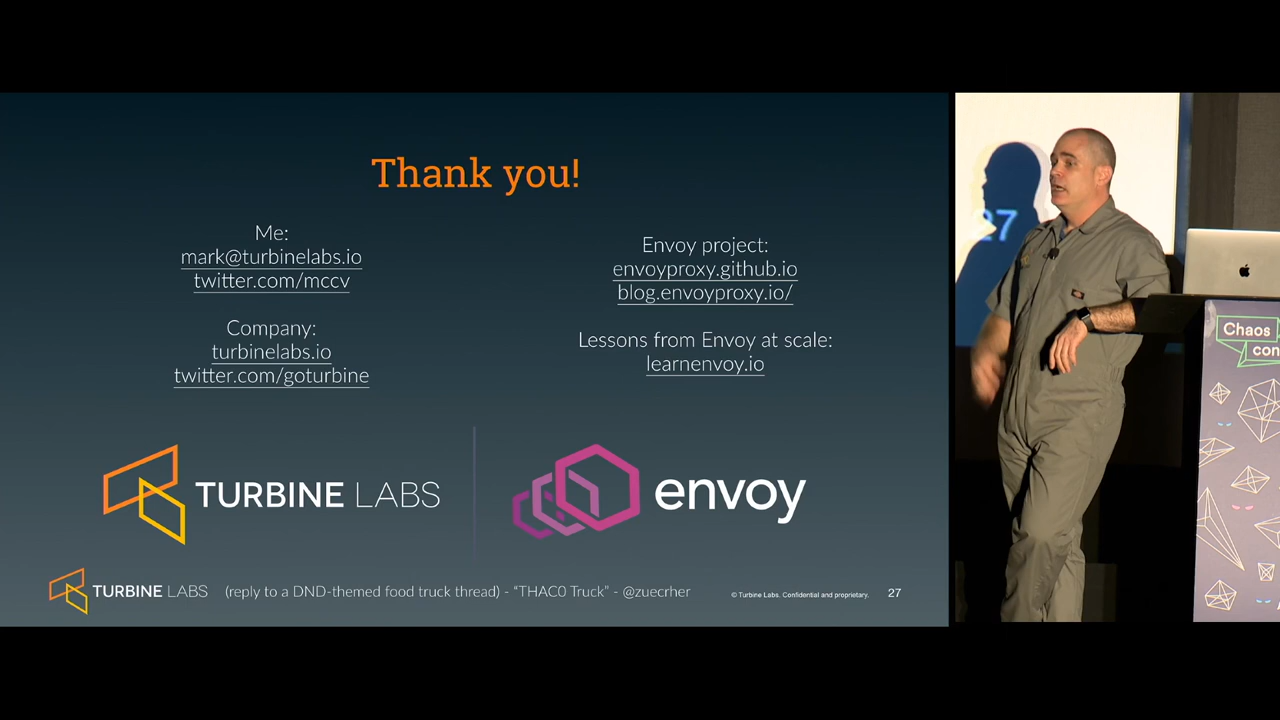 Thank you!
Me:
mark@turbinelabs.io
twitter.com/mccv
Company:
turbinelabs.io
twitter.com/goturbine
Envoy project:
envoyproxy.github.io
blog.envoyproxy.io/
Lessons from Envoy at scale:
learnenvoy.io
TURBINE LABS
envoy
TURBINE LABS (reply to a DND-themed food truck thread) - “THAC0 Truck” - @zuecrher
© Turbine Labs. Confidential and proprietary. 27
27
Chaos
con